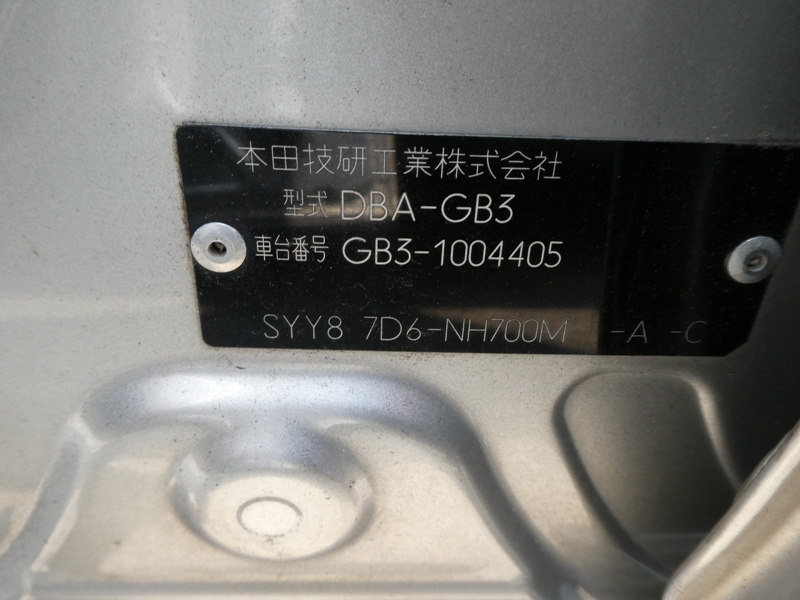 本田技研工業株式会社
型式 DBA-GB3
車台番号 GB3-1004405
SYY8 7D6-NH700M -A -C